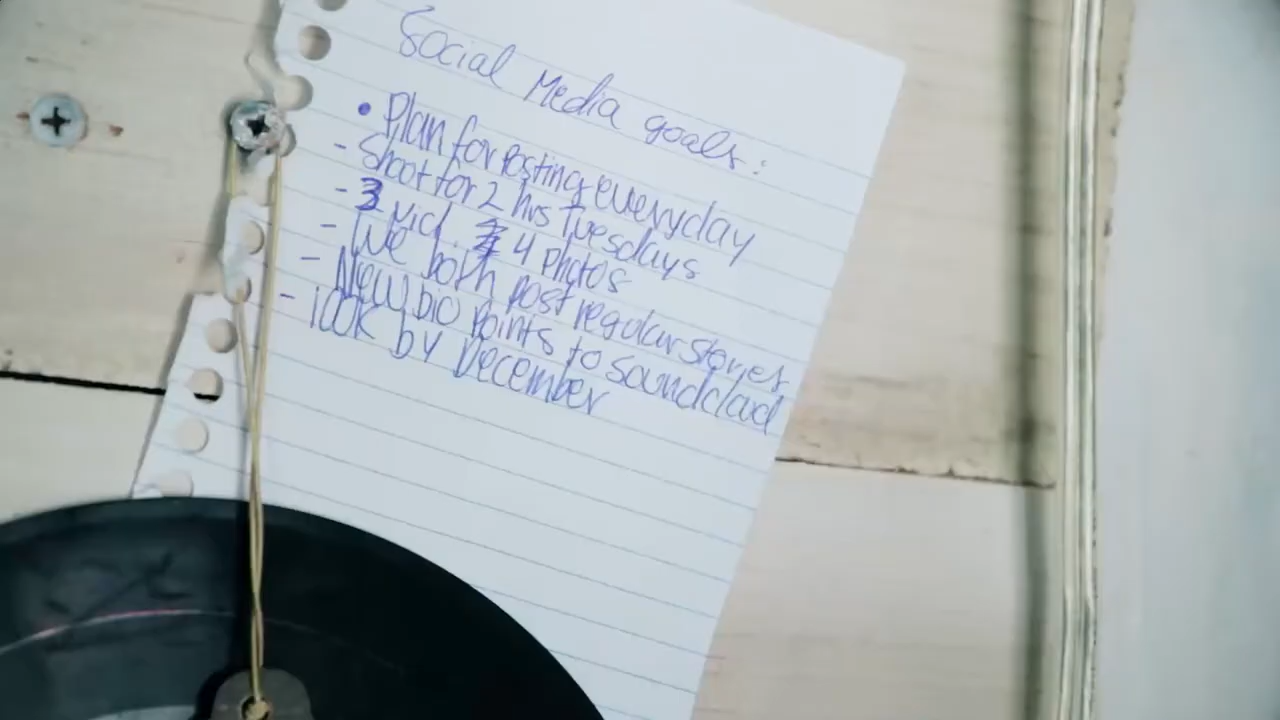 Social Media goals:
• Plan for Posting everyday
- Shoot for 2 hrs Tuesdays
- 3 vid. 4 photos
- We both post regular stories
- New bio points to soundcloud
- 100K by December